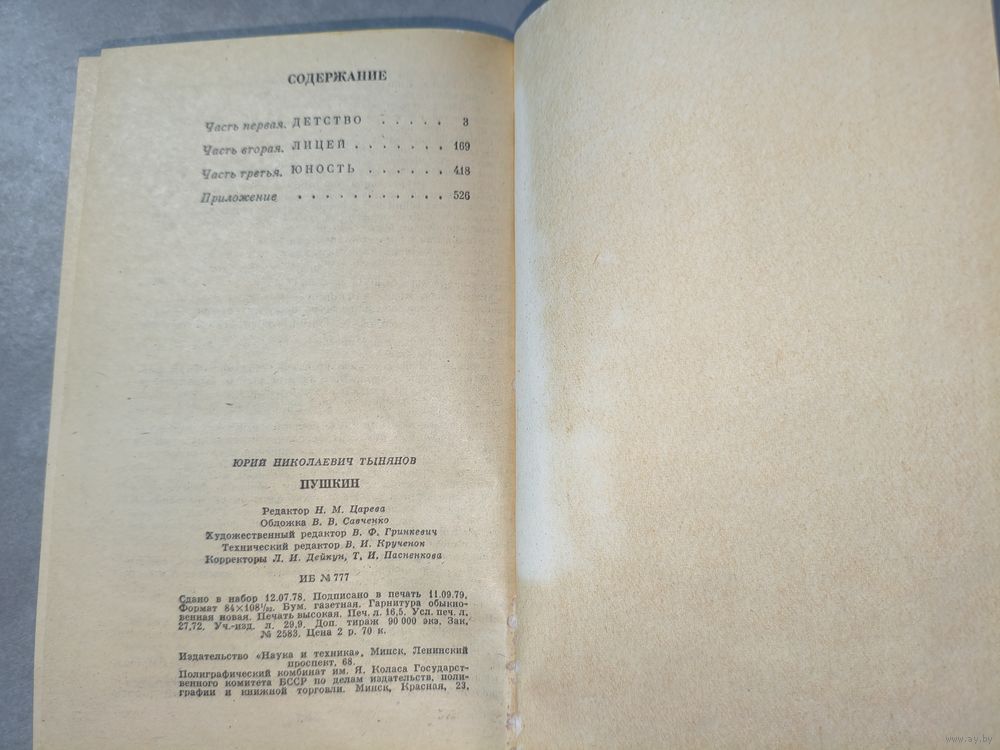 СОДЕРЖАНИЕ
Часть первая. ДЕТСТВО . . . . . 3
Часть вторая. ЛИЦЕЙ . . . . . . . 169
Часть третья. ЮНОСТЬ . . . . . . 418
Приложение . . . . . . . . . . . 526
ЮРИЙ НИКОЛАЕВИЧ ТЫНЯНОВ
ПУШКИН
Редактор Н. М. Царева
Обложка В. В. Савченко
Художественный редактор В. Ф. Гринкевич
Технический редактор В. И. Крученок
Корректоры Л. И. Дейкун, Т. И. Пасненкова
ИБ № 777
Сдано в набор 12.07.78. Подписано в печать 11.09.79.
Формат 84×108¹/₃₂. Бум. газетная. Гарнитура обыкно-
венная новая. Печать высокая. Печ. л. 16,5. Усл. печ. л.
27,72. Уч.-изд. л. 29,9. Доп. тираж 90 000 экз. Зак.
№ 2583. Цена 2 р. 70 к.
Издательство «Наука и техника». Минск, Ленинский
проспект, 68.
Полиграфический комбинат им. Я. Коласа Государст-
венного комитета БССР по делам издательств, поли-
графии и книжной торговли. Минск, Красная, 23.
www.ay.by